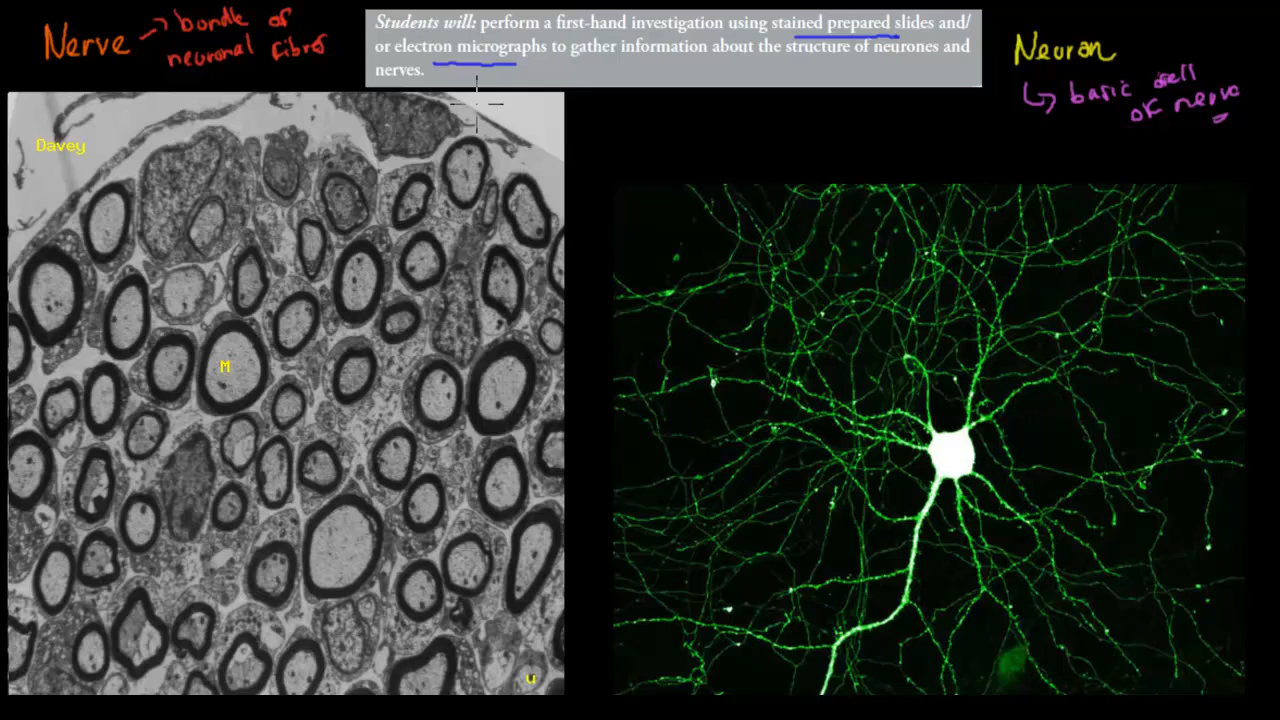 Nerve → bundle of
neuronal fibres
Students will: perform a first-hand investigation using stained prepared slides and/
or electron micrographs to gather information about the structure of neurones and
nerves.
Neuron
↳ basic cell
of nerve
Davey
M
u